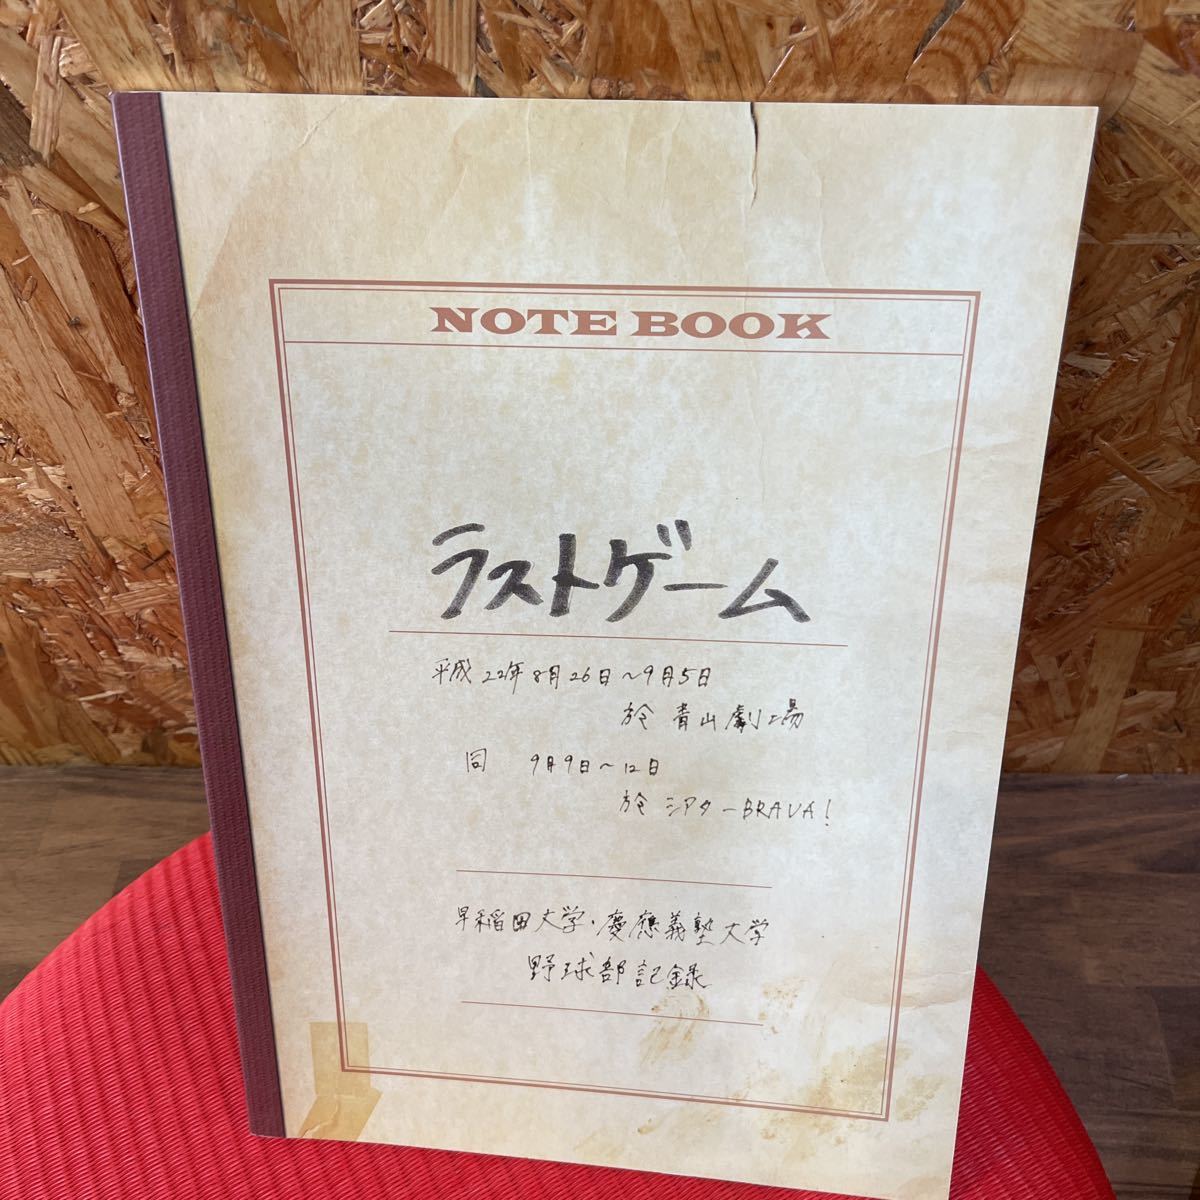 NOTE BOOK
ラストゲーム
平成22年8月26日~9月5日
於 青山劇場
同 9月9日~12日
於 シアターBRAVA!
早稲田大学・慶應義塾大学
野球部記録